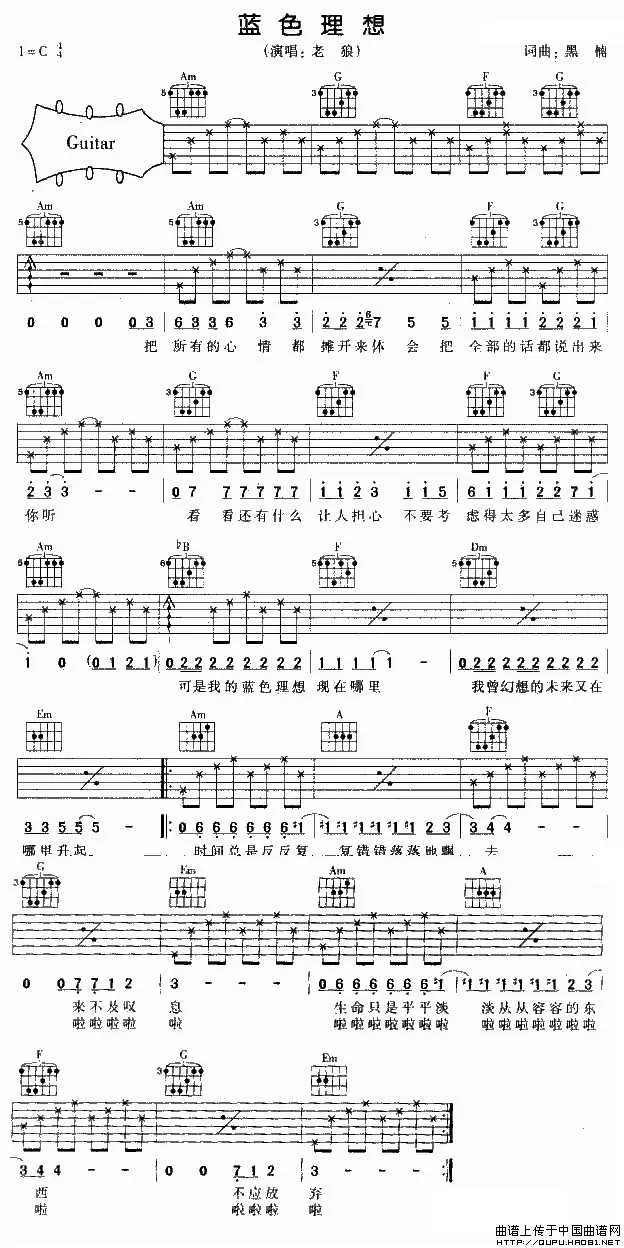 蓝色理想
1=C 4/4 (演唱：老狼) 词曲：黑楠
Am G F G
Guitar
Am Am G F G
0 0 0 0 3 6 3 3 6 3 3 2 2 2 6 7 5 5 5 1 1 1 1 2 2 2 1
把 所有的心 情都 摊开来体 会把 全部的话都说出来
Am G F F G
2 3 3 - - 0 7 7 7 7 7 7 7 1 1 2 3 1 1 5 6 1 1 1 2 2 7 1
你听 看 看还有什么 让人担心 不要考 虑得太多自己迷惑
Am ♭B F Dm
1 0 (0 1 2 1) 0 2 2 2 2 2 2 2 1 1 1 1 1 - 0 2 2 2 2 2 2 2 2
可是我的蓝色理想 现在哪里 我曾幻想的未来又在
Em Am A F
3 3 5 5 5 5 - 0 6 6 6 6 6 6 #1 #1 #1 #1 #1 #1 2 3 3 4 4 - -
哪里升起 时间总是反反复 复错错落落地飘 去
G Em Am A
0 0 7 7 1 2 3 - - - 0 6 6 6 6 6 6 #1 #1 #1 #1 #1 #1 2 3
来不及叹 息 生命只是平平淡 淡从从容容的东
啦啦啦啦 啦 啦啦啦啦啦啦啦 啦啦啦啦啦啦啦
F G Em
3 4 4 - - 0 0 7 1 2 3 - - -
西 不应放 弃
啦 啦啦啦 啦
曲谱上传于中国曲谱网
http://QUPU.HAO81.NET